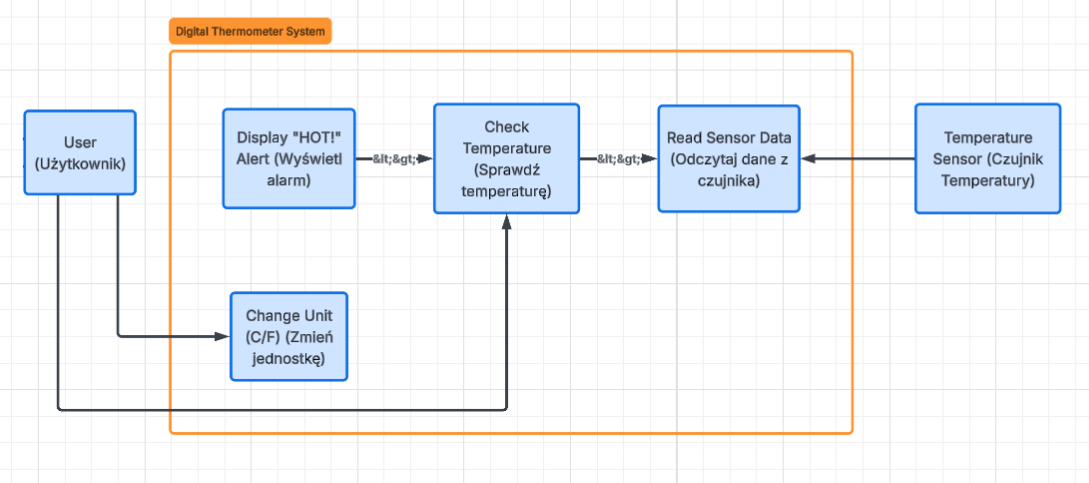 Digital Thermometer System
User
(Użytkownik)
Display "HOT!"
Alert (Wyświetl
alarm)
&lt;&gt;
Check
Temperature
(Sprawdź
temperaturę)
&lt;&gt;
Read Sensor Data
(Odczytaj dane z
czujnika)
Temperature
Sensor (Czujnik
Temperatury)
Change Unit
(C/F) (Zmień
jednostkę)